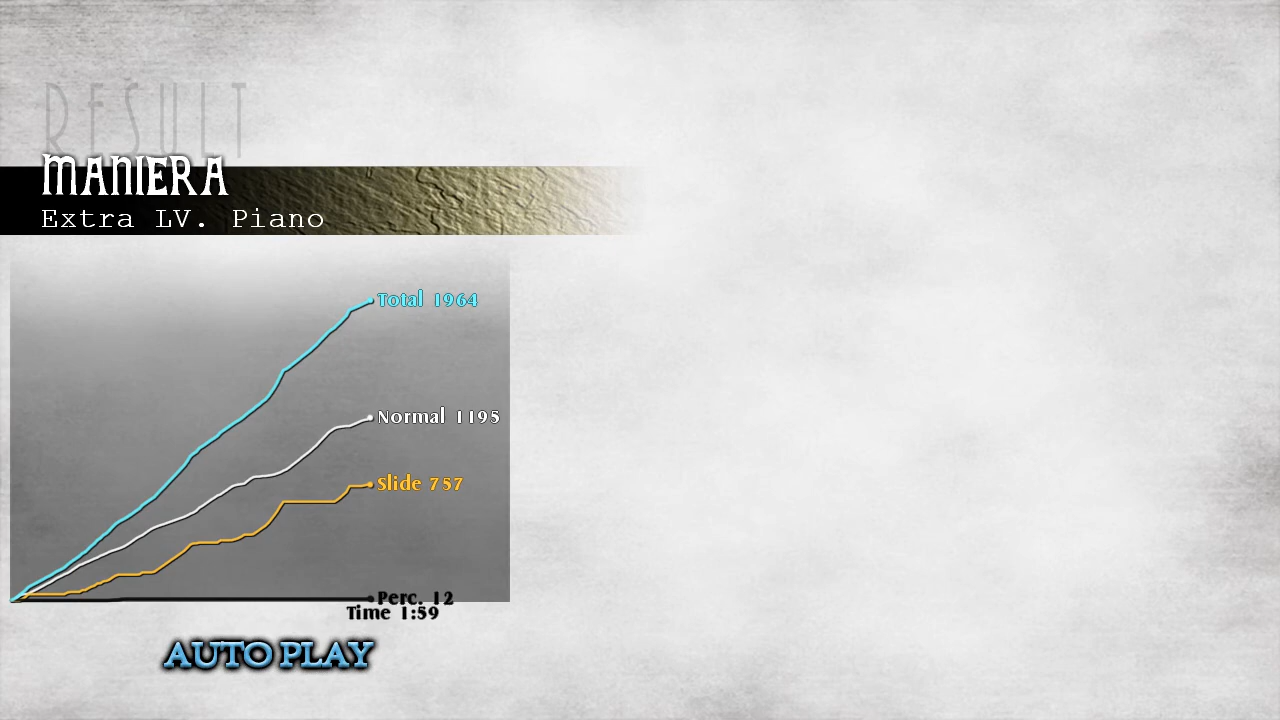 RESULT
MANIERA
Extra LV. Piano
Total 1964
Normal 1195
Slide 757
Perc. 12
Time 1:59
AUTO PLAY